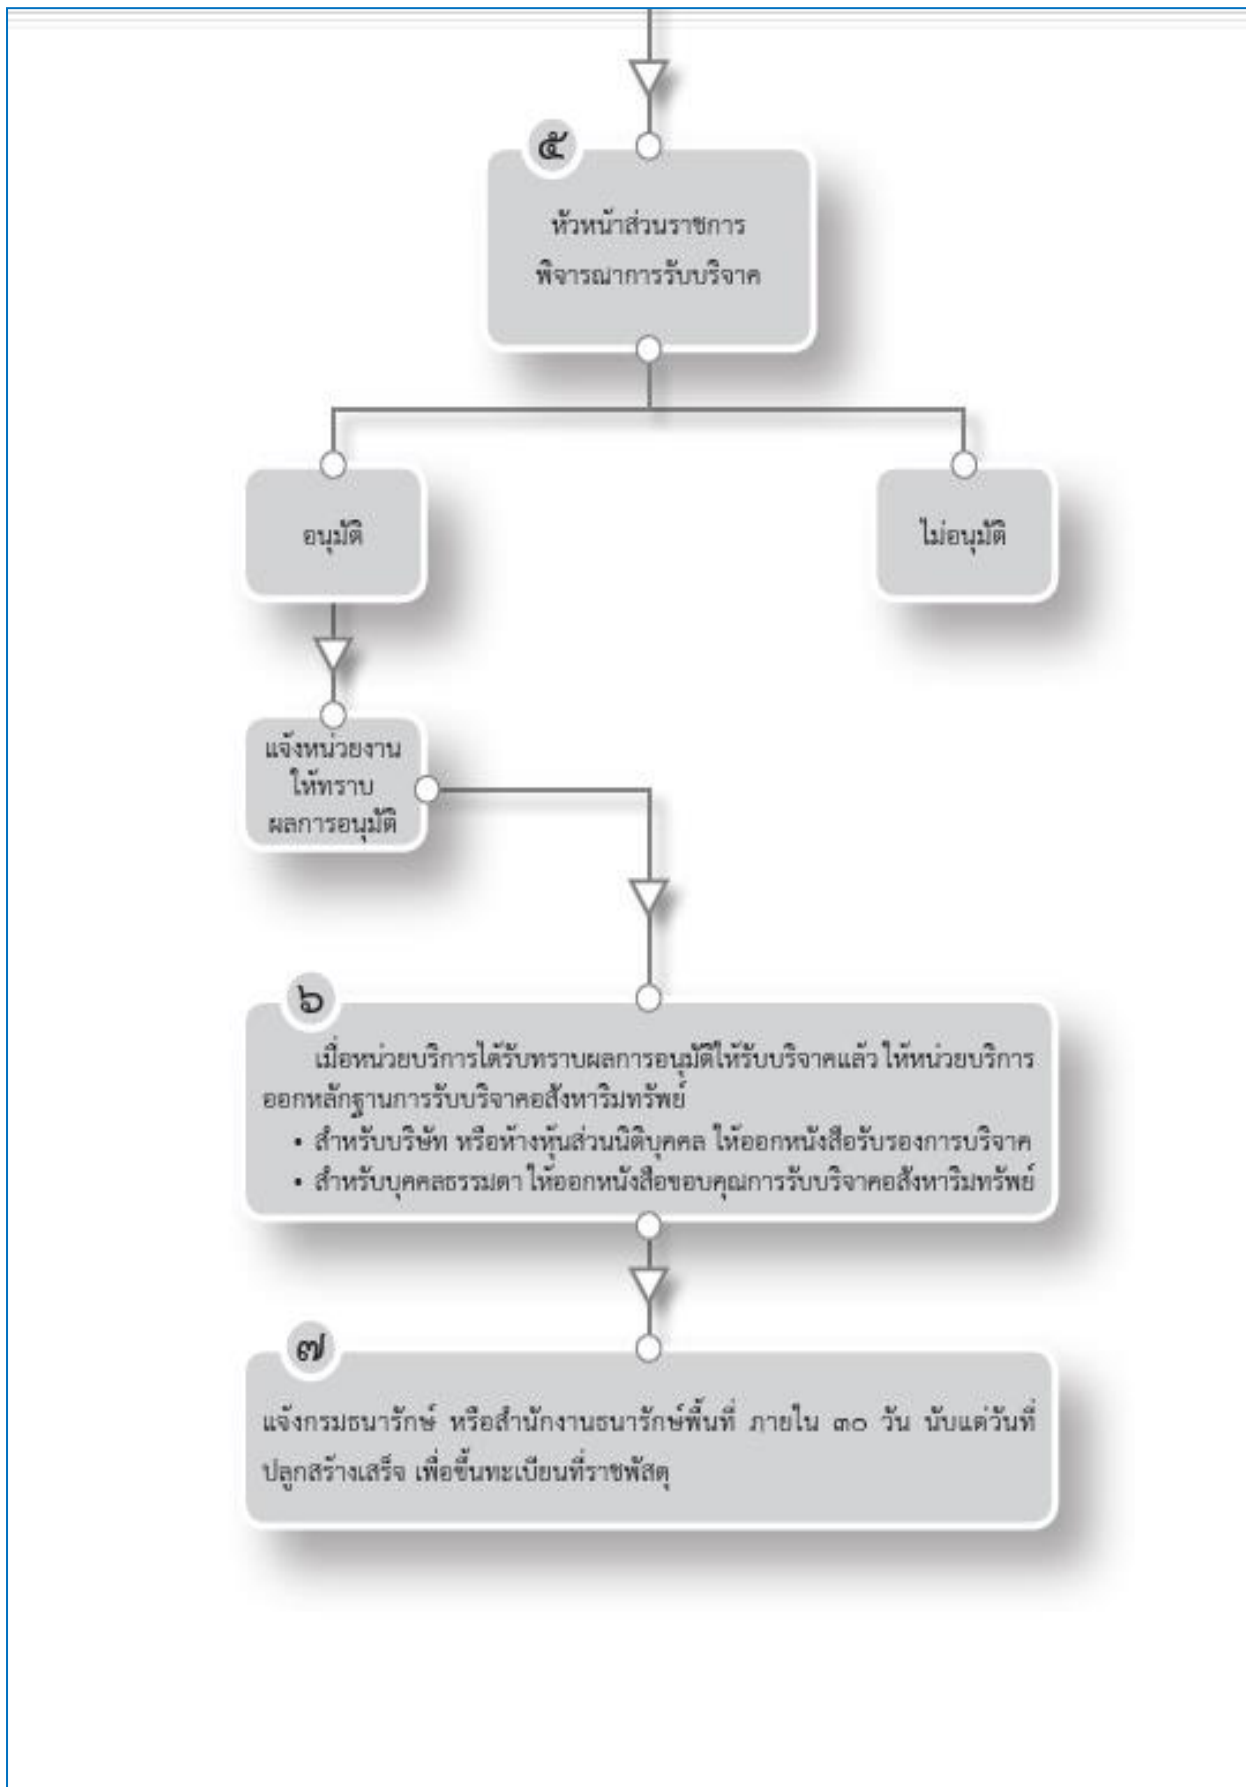 ๕
หัวหน้าส่วนราชการ
พิจารณาการรับบริจาค
อนุมัติ
ไม่อนุมัติ
แจ้งหน่วยงาน
ให้ทราบ
ผลการอนุมัติ
๖
เมื่อหน่วยบริการได้รับทราบผลการอนุมัติให้รับบริจาคแล้ว ให้หน่วยบริการ
ออกหลักฐานการรับบริจาคอสังหาริมทรัพย์
• สำหรับบริษัท หรือห้างหุ้นส่วนนิติบุคคล ให้ออกหนังสือรับรองการบริจาค
• สำหรับบุคคลธรรมดา ให้ออกหนังสือขอบคุณการรับบริจาคอสังหาริมทรัพย์
๗
แจ้งกรมธนารักษ์ หรือสำนักงานธนารักษ์พื้นที่ ภายใน ๓๐ วัน นับแต่วันที่
ปลูกสร้างเสร็จ เพื่อขึ้นทะเบียนที่ราชพัสดุ